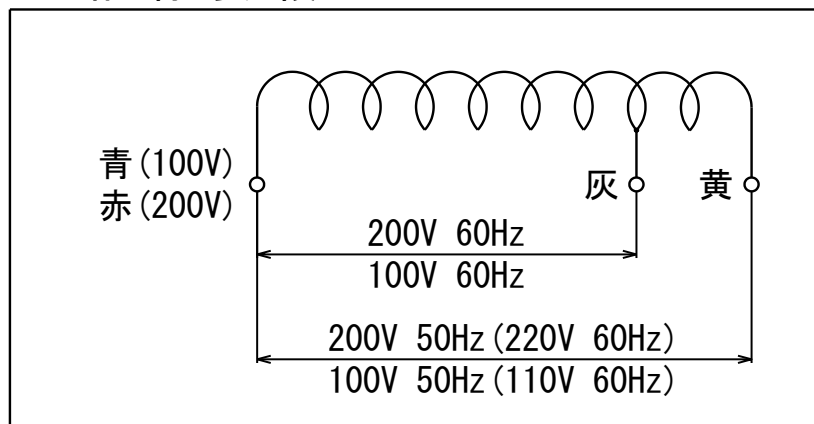 青(100V)
赤(200V)
灰
黄
200V 60Hz
100V 60Hz
200V 50Hz(220V 60Hz)
100V 50Hz(110V 60Hz)